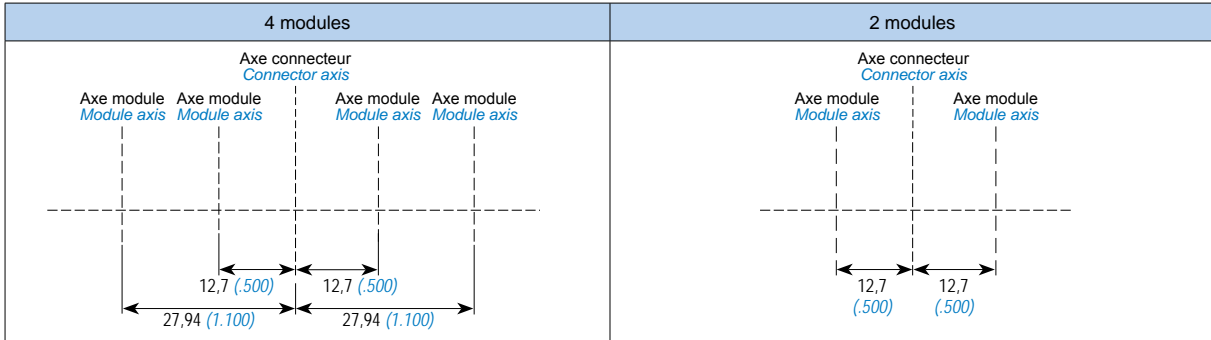 4 modules
2 modules
Axe connecteur
Connector axis
Axe module Axe module Axe module Axe module
Module axis Module axis Module axis Module axis
12,7 (.500) 12,7 (.500)
27,94 (1.100) 27,94 (1.100)
Axe connecteur
Connector axis
Axe module Axe module
Module axis Module axis
12,7 12,7
(.500) (.500)